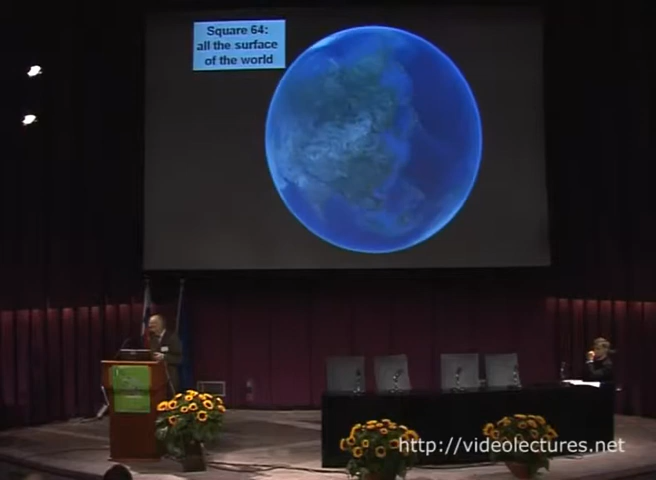 Square 64:
all the surface
of the world
http://videolectures.net